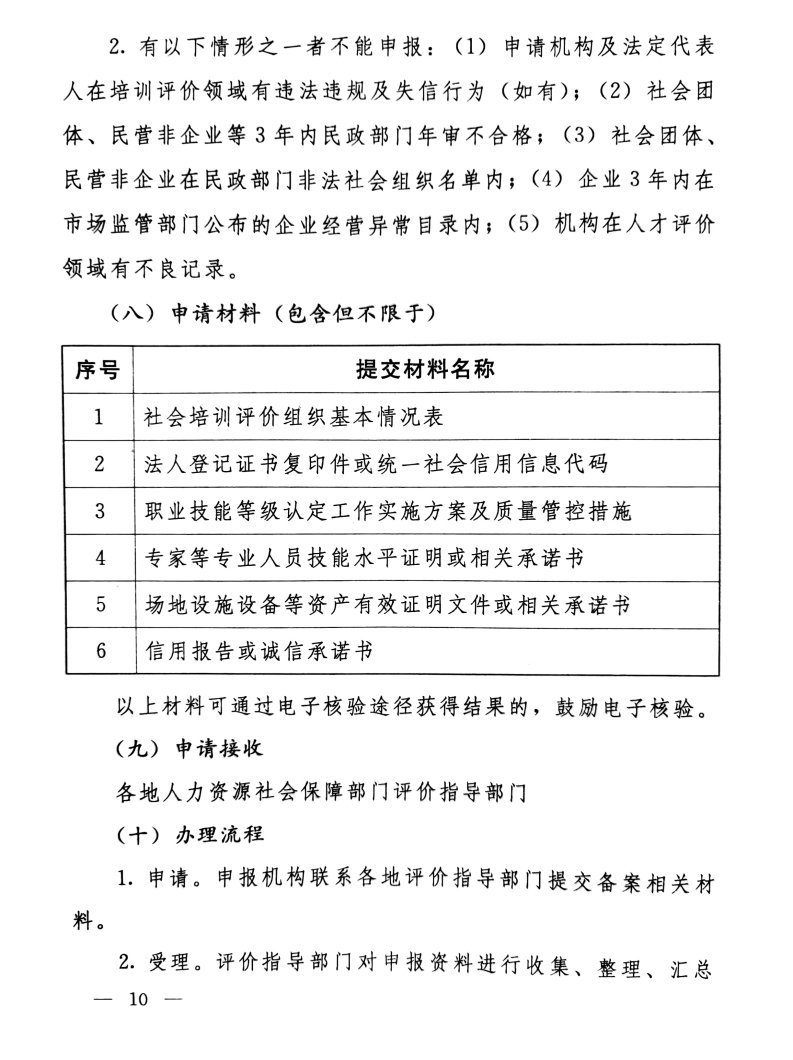 2. 有以下情形之一者不能申报：（1）申请机构及法定代表
人在培训评价领域有违法违规及失信行为（如有）；（2）社会团
体、民营非企业等 3 年内民政部门年审不合格；（3）社会团体、
民营非企业在民政部门非法社会组织名单内；（4）企业 3 年内在
市场监管部门公布的企业经营异常目录内；（5）机构在人才评价
领域有不良记录。
（八）申请材料（包含但不限于）
序号 提交材料名称
1 社会培训评价组织基本情况表
2 法人登记证书复印件或统一社会信用信息代码
3 职业技能等级认定工作实施方案及质量管控措施
4 专家等专业人员技能水平证明或相关承诺书
5 场地设施设备等资产有效证明文件或相关承诺书
6 信用报告或诚信承诺书
以上材料可通过电子核验途径获得结果的，鼓励电子核验。
（九）申请接收
各地人力资源社会保障部门评价指导部门
（十）办理流程
1. 申请。申报机构联系各地评价指导部门提交备案相关材
料。
2. 受理。评价指导部门对申报资料进行收集、整理、汇总
— 10 —